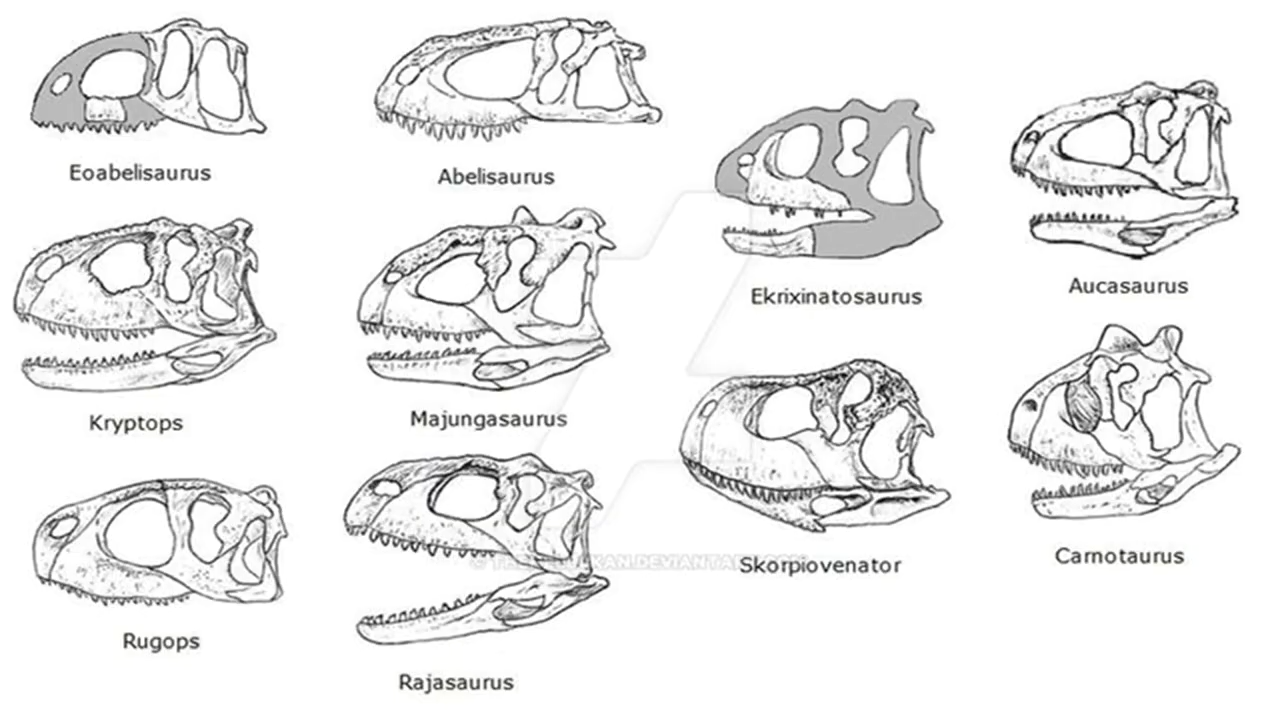 Eoabelisaurus
Abelisaurus
Ekrixinatosaurus
Aucasaurus
Kryptops
Majungasaurus
Skorpiovenator
Carnotaurus
Rugops
Rajasaurus